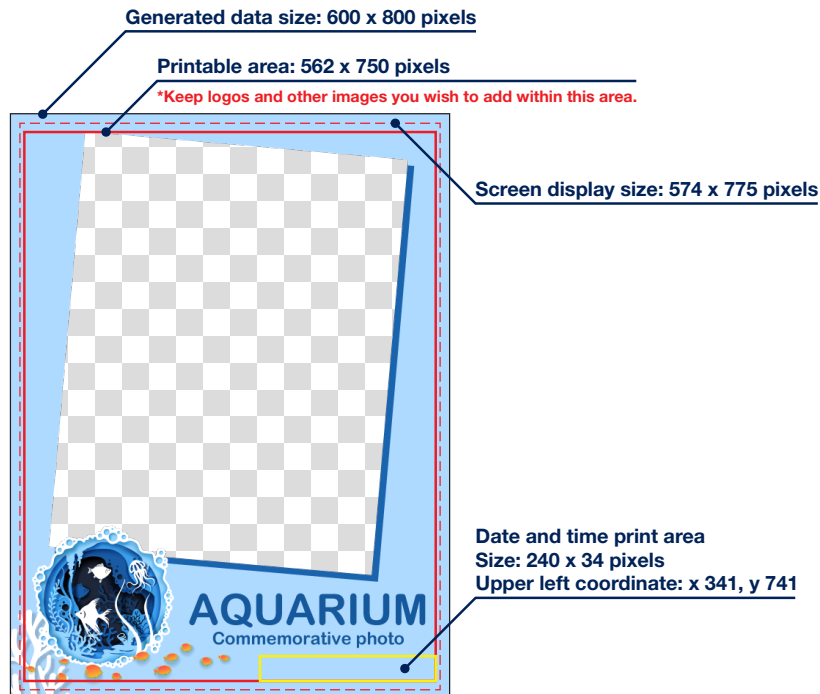 Generated data size: 600 x 800 pixels
Printable area: 562 x 750 pixels
*Keep logos and other images you wish to add within this area.
Screen display size: 574 x 775 pixels
Date and time print area
Size: 240 x 34 pixels
Upper left coordinate: x 341, y 741
AQUARIUM
Commemorative photo